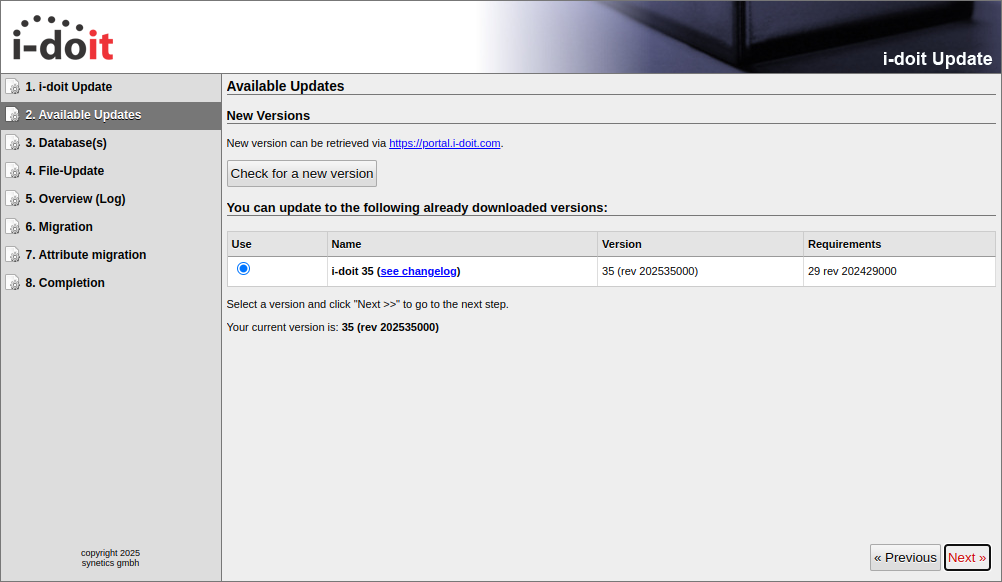 i-doit
i-doit Update
1. i-doit Update
2. Available Updates
3. Database(s)
4. File-Update
5. Overview (Log)
6. Migration
7. Attribute migration
8. Completion
copyright 2025
synetics gmbh
Available Updates
New Versions
New version can be retrieved via https://portal.i-doit.com.
Check for a new version
You can update to the following already downloaded versions:
Use Name Version Requirements
i-doit 35 (see changelog) 35 (rev 202535000) 29 rev 202429000
Select a version and click "Next >>" to go to the next step.
Your current version is: 35 (rev 202535000)
« Previous Next »